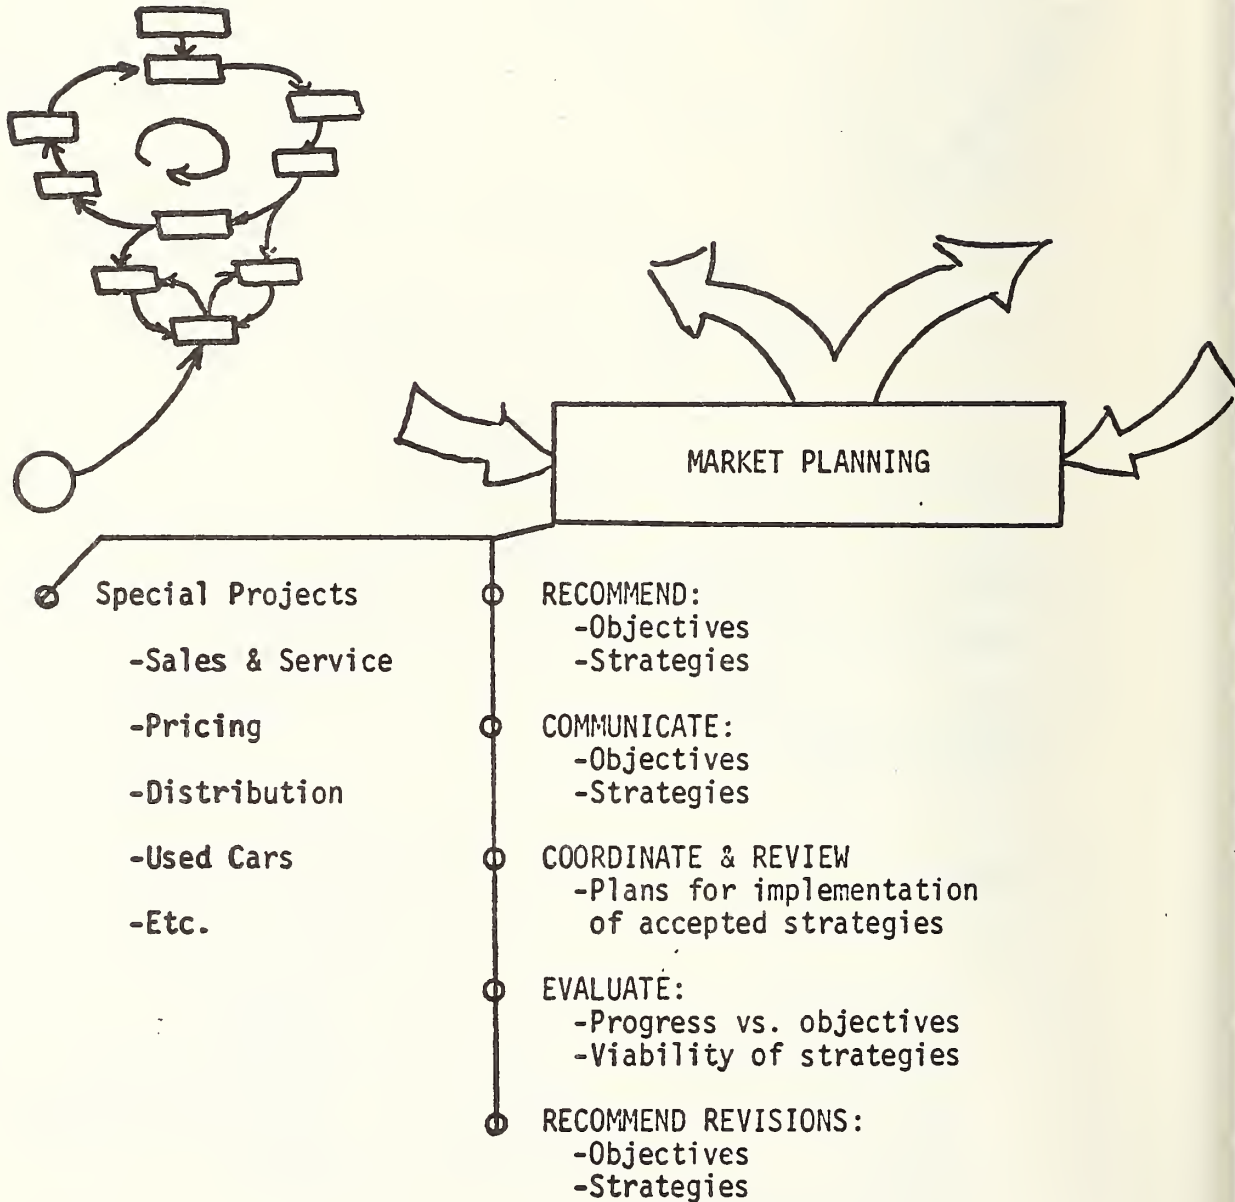 MARKET PLANNING
Special Projects
-Sales & Service
-Pricing
-Distribution
-Used Cars
-Etc.
RECOMMEND:
-Objectives
-Strategies
COMMUNICATE:
-Objectives
-Strategies
COORDINATE & REVIEW
-Plans for implementation
of accepted strategies
EVALUATE:
-Progress vs. objectives
-Viability of strategies
RECOMMEND REVISIONS:
-Objectives
-Strategies